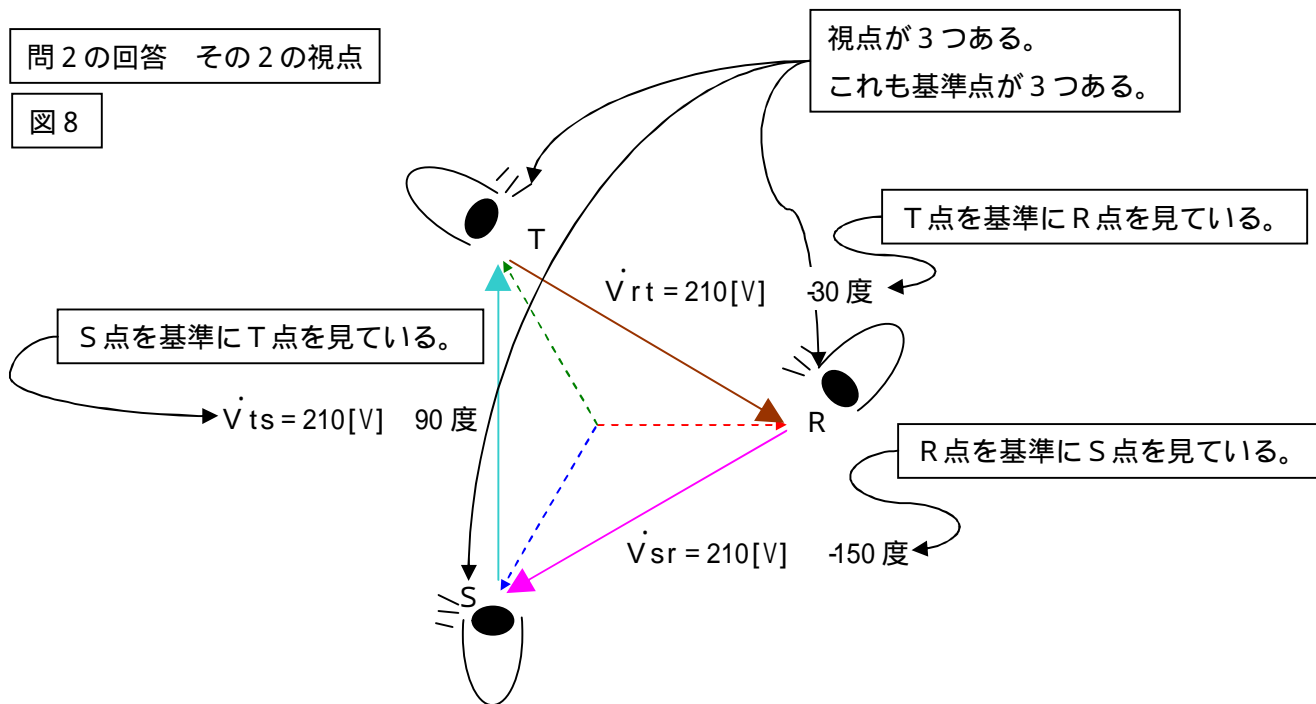 問２の回答　その２の視点
図８
視点が３つある。
これも基準点が３つある。
Ｔ点を基準にＲ点を見ている。
T
V̇rt = 210[V]　-30 度
Ｓ点を基準にＴ点を見ている。
V̇ts = 210[V]　90 度
R
Ｒ点を基準にＳ点を見ている。
V̇sr = 210[V]　-150 度
S